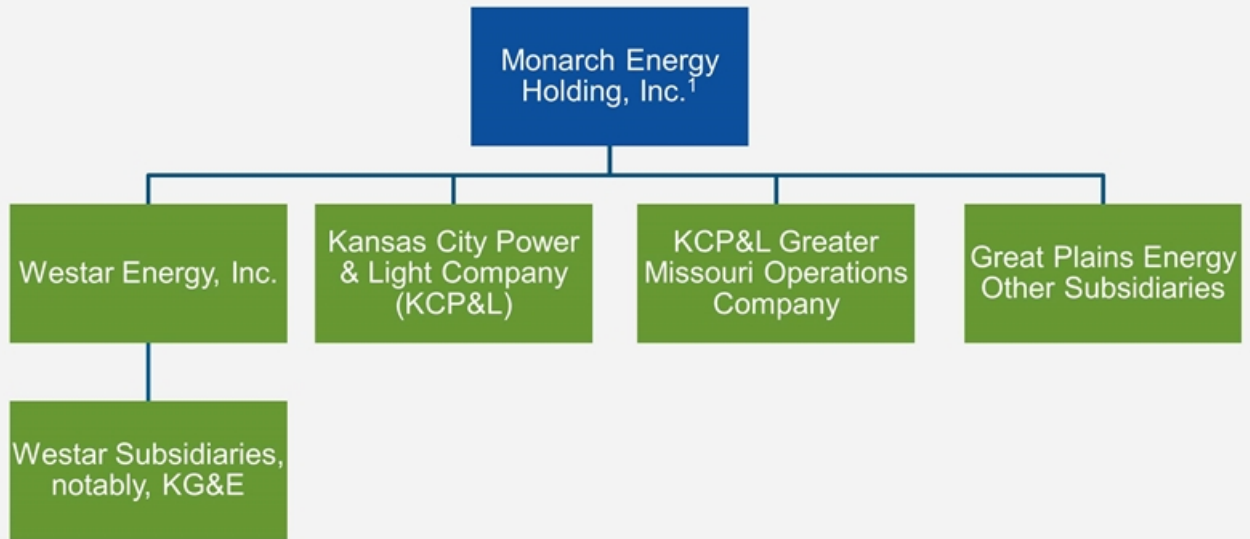 Monarch Energy
Holding, Inc.¹
Westar Energy, Inc.
Kansas City Power
& Light Company
(KCP&L)
KCP&L Greater
Missouri Operations
Company
Great Plains Energy
Other Subsidiaries
Westar Subsidiaries,
notably, KG&E